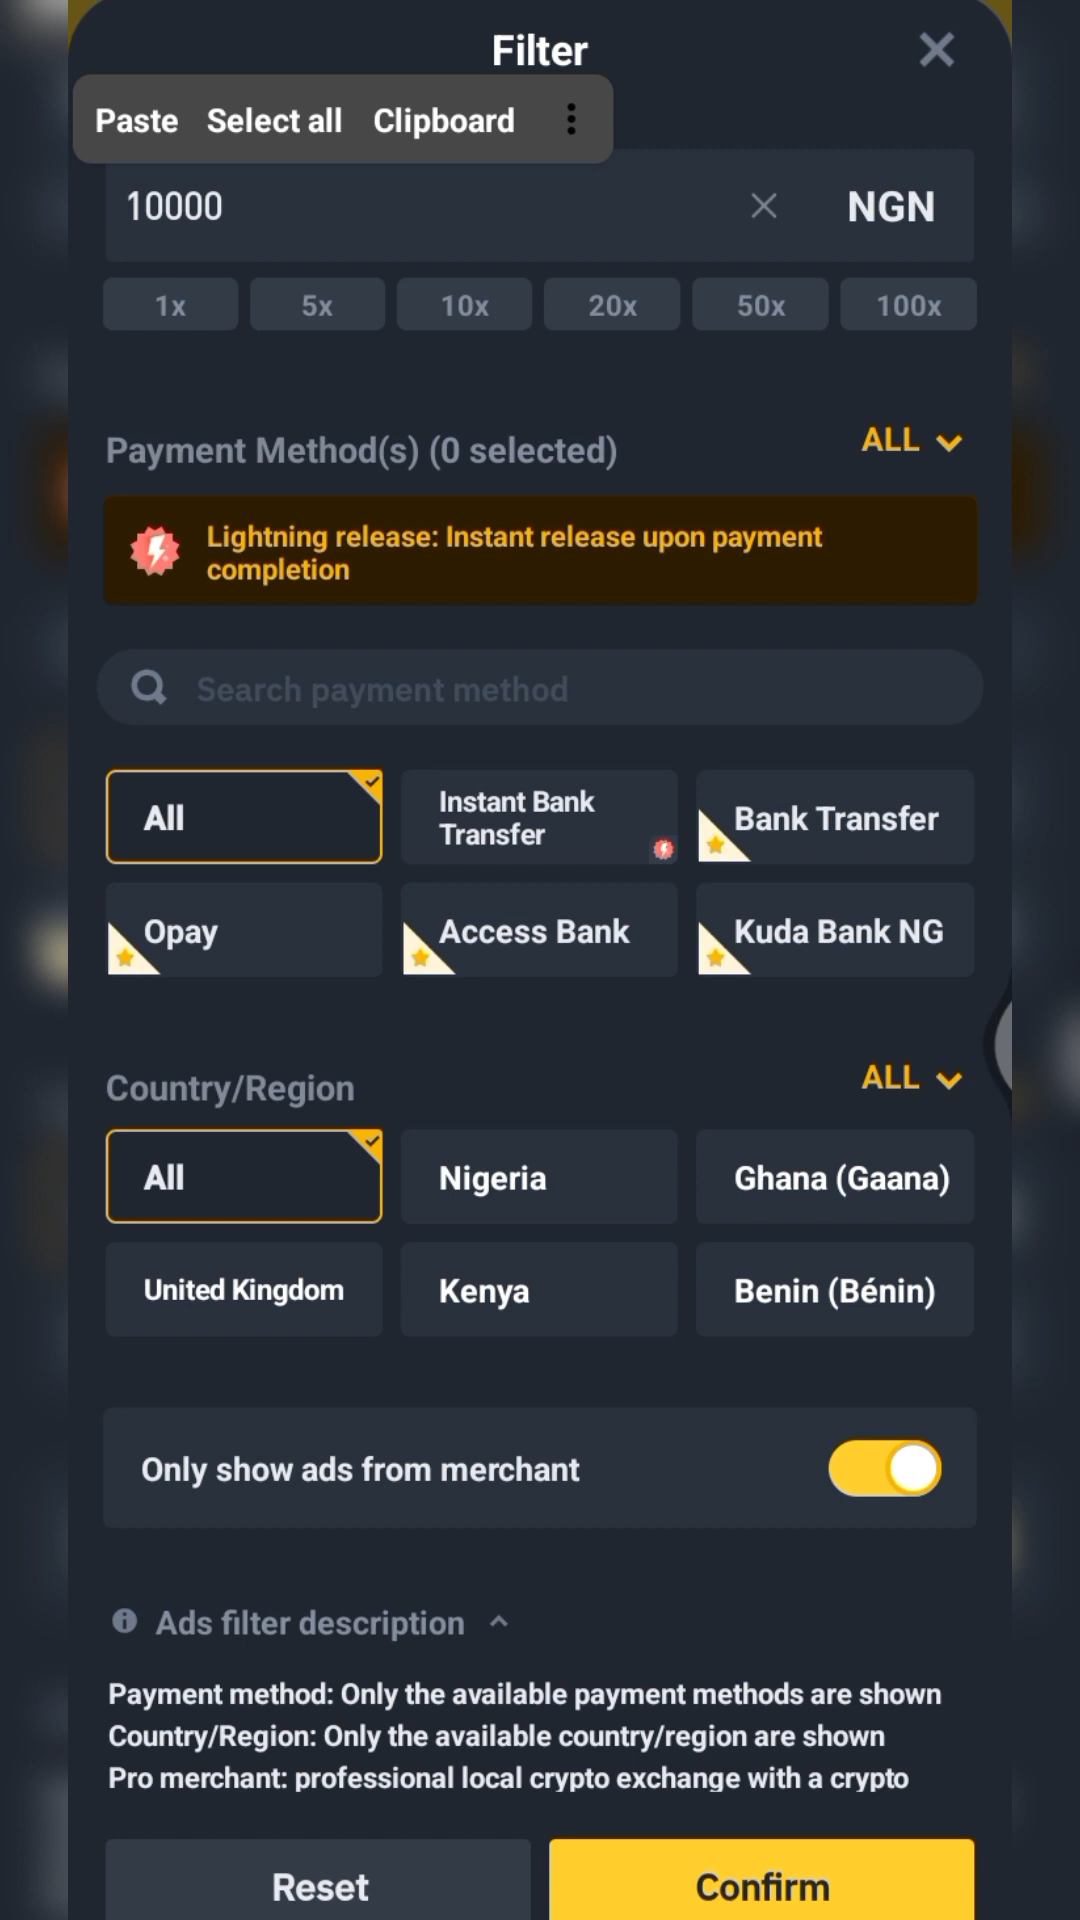 Filter
Paste Select all Clipboard
10000 NGN
1x 5x 10x 20x 50x 100x
Payment Method(s) (0 selected) ALL
Lightning release: Instant release upon payment
completion
Search payment method
All
Instant Bank
Transfer
Bank Transfer
Opay Access Bank Kuda Bank NG
Country/Region ALL
All Nigeria Ghana (Gaana)
United Kingdom Kenya Benin (Bénin)
Only show ads from merchant
Ads filter description
Payment method: Only the available payment methods are shown
Country/Region: Only the available country/region are shown
Pro merchant: professional local crypto exchange with a crypto
Reset Confirm